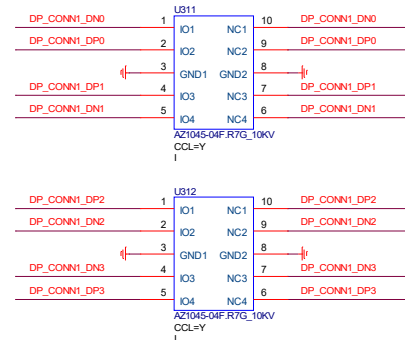 U311
DP_CONN1_DN0 1 IO1 NC1 10 DP_CONN1_DN0
DP_CONN1_DP0 2 IO2 NC2 9 DP_CONN1_DP0
3 GND1 GND2 8
DP_CONN1_DP1 4 IO3 NC3 7 DP_CONN1_DP1
DP_CONN1_DN1 5 IO4 NC4 6 DP_CONN1_DN1
AZ1045-04F.R7G_10KV
CCL=Y
I
U312
DP_CONN1_DP2 1 IO1 NC1 10 DP_CONN1_DP2
DP_CONN1_DN2 2 IO2 NC2 9 DP_CONN1_DN2
3 GND1 GND2 8
DP_CONN1_DN3 4 IO3 NC3 7 DP_CONN1_DN3
DP_CONN1_DP3 5 IO4 NC4 6 DP_CONN1_DP3
AZ1045-04F.R7G_10KV
CCL=Y
I